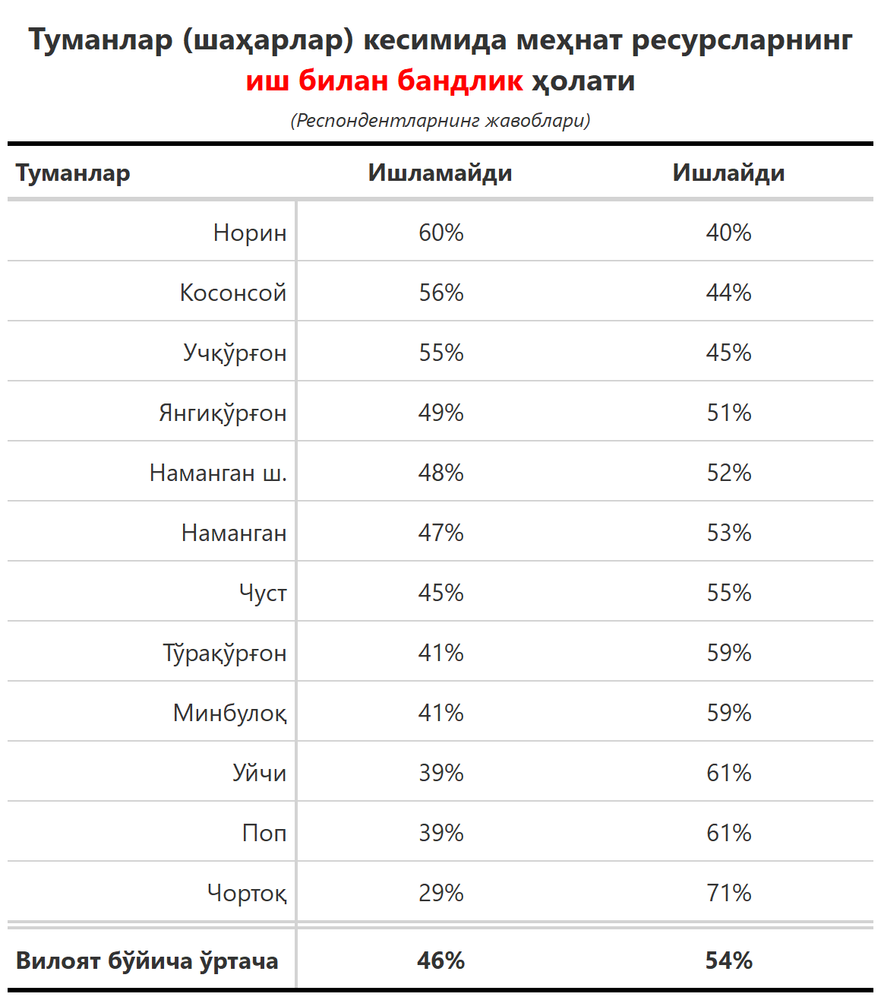 Туманлар (шаҳарлар) кесимида меҳнат ресурсларнинг
иш билан бандлик ҳолати
(Респондентларнинг жавоблари)
Туманлар Ишламайди Ишлайди
Норин 60% 40%
Косонсой 56% 44%
Учқўрғон 55% 45%
Янгиқўрғон 49% 51%
Наманган ш. 48% 52%
Наманган 47% 53%
Чуст 45% 55%
Тўрақўрғон 41% 59%
Минбулоқ 41% 59%
Уйчи 39% 61%
Поп 39% 61%
Чортоқ 29% 71%
Вилоят бўйича ўртача 46% 54%